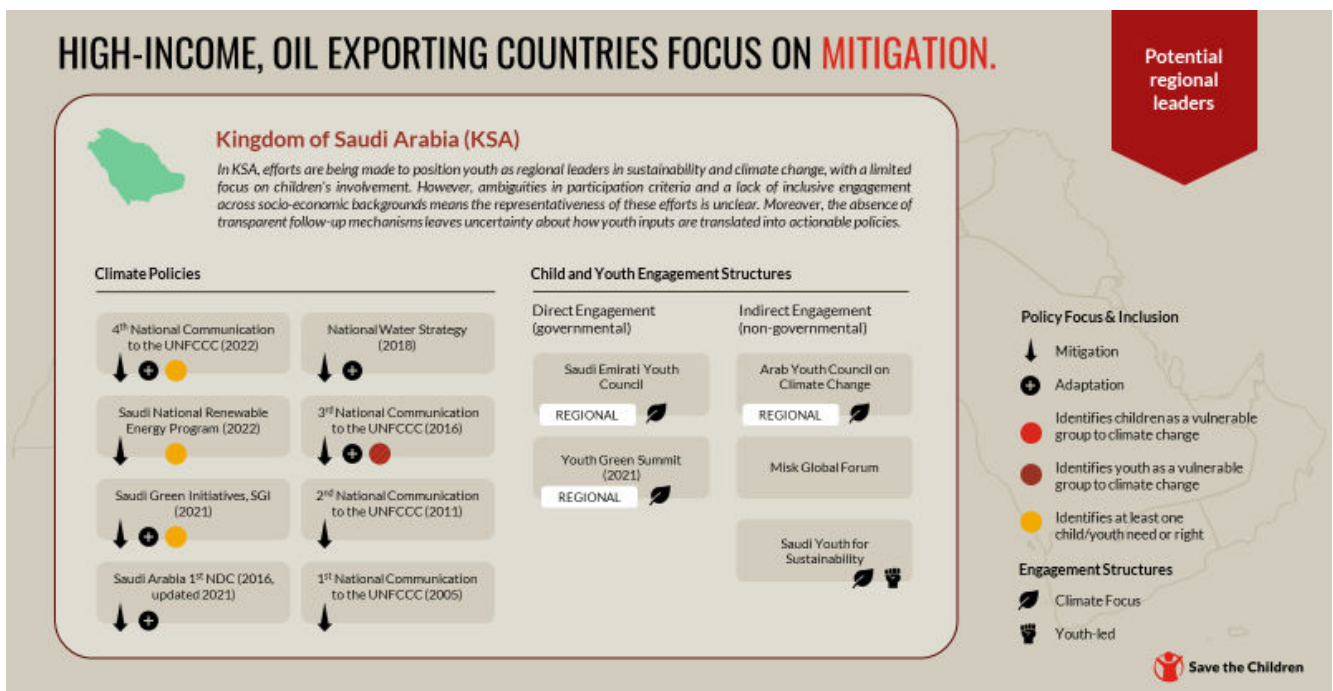 HIGH-INCOME, OIL EXPORTING COUNTRIES FOCUS ON MITIGATION.
Potential
regional
leaders
Kingdom of Saudi Arabia (KSA)
In KSA, efforts are being made to position youth as regional leaders in sustainability and climate change, with a limited
focus on children's involvement. However, ambiguities in participation criteria and a lack of inclusive engagement
across socio-economic backgrounds means the representativeness of these efforts is unclear. Moreover, the absence of
transparent follow-up mechanisms leaves uncertainty about how youth inputs are translated into actionable policies.
Climate Policies
4th National Communication
to the UNFCCC (2022)
National Water Strategy
(2018)
Saudi National Renewable
Energy Program (2022)
3rd National Communication
to the UNFCCC (2016)
Saudi Green Initiatives, SGI
(2021)
2nd National Communication
to the UNFCCC (2011)
Saudi Arabia 1st NDC (2016,
updated 2021)
1st National Communication
to the UNFCCC (2005)
Child and Youth Engagement Structures
Direct Engagement
(governmental)
Saudi Emirati Youth
Council
REGIONAL
Youth Green Summit
(2021)
REGIONAL
Indirect Engagement
(non-governmental)
Arab Youth Council on
Climate Change
REGIONAL
Misk Global Forum
Saudi Youth for
Sustainability
Policy Focus & Inclusion
Mitigation
Adaptation
Identifies children as a vulnerable
group to climate change
Identifies youth as a vulnerable
group to climate change
Identifies at least one
child/youth need or right
Engagement Structures
Climate Focus
Youth-led
Save the Children